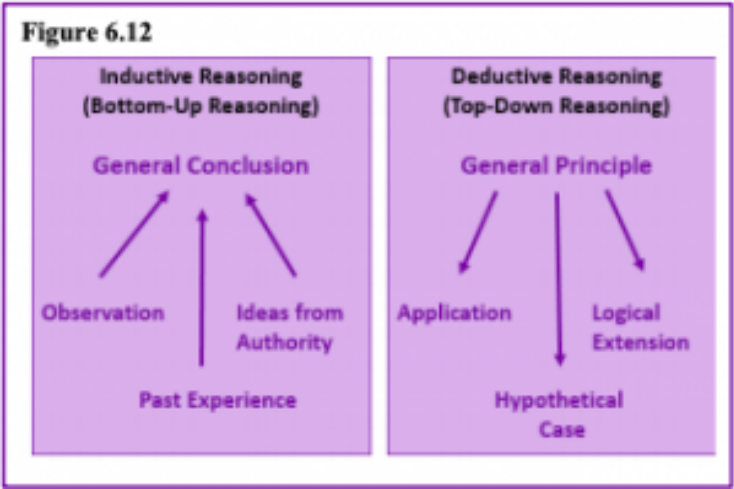 Figure 6.12
Inductive Reasoning
(Bottom-Up Reasoning)
General Conclusion
Observation
Ideas from
Authority
Past Experience
Deductive Reasoning
(Top-Down Reasoning)
General Principle
Application
Logical
Extension
Hypothetical
Case